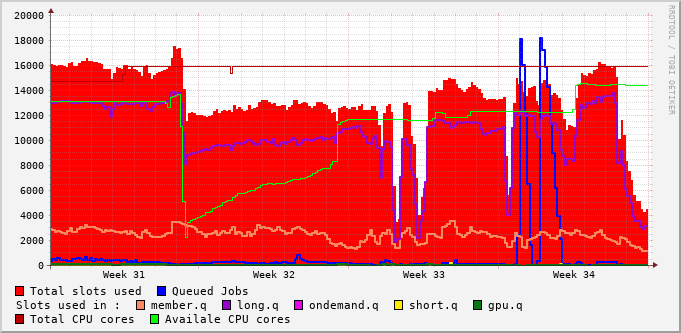 20000
18000
16000
14000
12000
10000
8000
6000
4000
2000
0
Week 31 Week 32 Week 33 Week 34
RRDTOOL / TOBI OETIKER
Total slots used Queued Jobs
Slots used in : member.q long.q ondemand.q short.q gpu.q
Total CPU cores Availale CPU cores